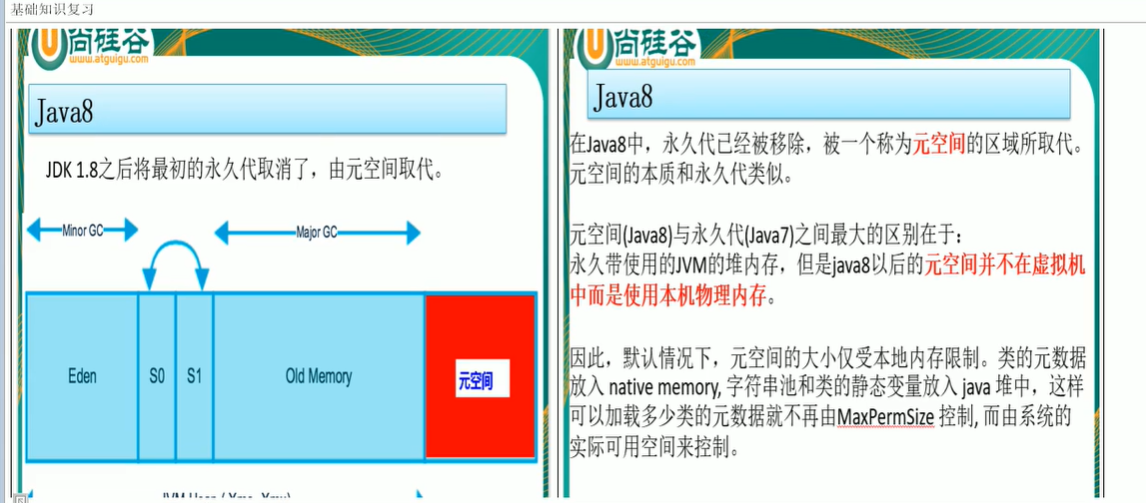 基础知识复习
尚硅谷
www.atguigu.com
Java8
JDK 1.8之后将最初的永久代取消了，由元空间取代。
Minor GC
Major GC
Eden
S0
S1
Old Memory
元空间
尚硅谷
www.atguigu.com
Java8
在Java8中，永久代已经被移除，被一个称为元空间的区域所取代。
元空间的本质和永久代类似。
元空间(Java8)与永久代(Java7)之间最大的区别在于：
永久带使用的JVM的堆内存，但是java8以后的元空间并不在虚拟机
中而是使用本机物理内存。
因此，默认情况下，元空间的大小仅受本地内存限制。类的元数据
放入 native memory, 字符串池和类的静态变量放入 java 堆中，这样
可以加载多少类的元数据就不再由MaxPermSize 控制, 而由系统的
实际可用空间来控制。